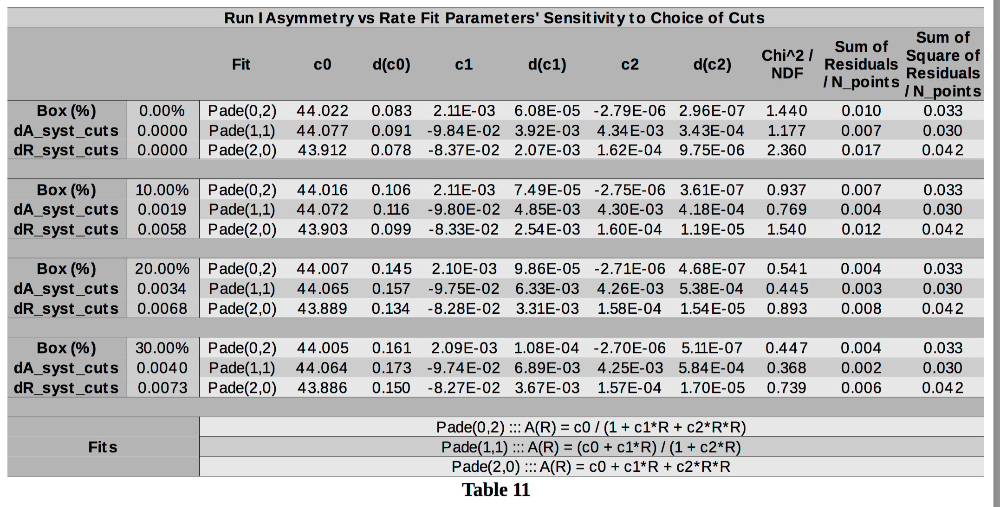 Run I Asymmetry vs Rate Fit Parameters' Sensitivity to Choice of Cuts
Fit c0 d(c0) c1 d(c1) c2 d(c2) Chi^2 / NDF Sum of Residuals / N_points Sum of Square of Residuals / N_points
Box (%) 0.00% Pade(0,2) 44.022 0.083 2.11E-03 6.08E-05 -2.79E-06 2.96E-07 1.440 0.010 0.033
dA_syst_cuts 0.0000 Pade(1,1) 44.077 0.091 -9.84E-02 3.92E-03 4.34E-03 3.43E-04 1.177 0.007 0.030
dR_syst_cuts 0.0000 Pade(2,0) 43.912 0.078 -8.37E-02 2.07E-03 1.62E-04 9.75E-06 2.360 0.017 0.042
Box (%) 10.00% Pade(0,2) 44.016 0.106 2.11E-03 7.49E-05 -2.75E-06 3.61E-07 0.937 0.007 0.033
dA_syst_cuts 0.0019 Pade(1,1) 44.072 0.116 -9.80E-02 4.85E-03 4.30E-03 4.18E-04 0.769 0.004 0.030
dR_syst_cuts 0.0058 Pade(2,0) 43.903 0.099 -8.33E-02 2.54E-03 1.60E-04 1.19E-05 1.540 0.012 0.042
Box (%) 20.00% Pade(0,2) 44.007 0.145 2.10E-03 9.86E-05 -2.71E-06 4.68E-07 0.541 0.004 0.033
dA_syst_cuts 0.0034 Pade(1,1) 44.065 0.157 -9.75E-02 6.33E-03 4.26E-03 5.38E-04 0.445 0.003 0.030
dR_syst_cuts 0.0068 Pade(2,0) 43.889 0.134 -8.28E-02 3.31E-03 1.58E-04 1.54E-05 0.893 0.008 0.042
Box (%) 30.00% Pade(0,2) 44.005 0.161 2.09E-03 1.08E-04 -2.70E-06 5.11E-07 0.447 0.004 0.033
dA_syst_cuts 0.0040 Pade(1,1) 44.064 0.173 -9.74E-02 6.89E-03 4.25E-03 5.84E-04 0.368 0.002 0.030
dR_syst_cuts 0.0073 Pade(2,0) 43.886 0.150 -8.27E-02 3.67E-03 1.57E-04 1.70E-05 0.739 0.006 0.042
Pade(0,2) ::: A(R) = c0 / (1 + c1*R + c2*R*R)
Fits Pade(1,1) ::: A(R) = (c0 + c1*R) / (1 + c2*R)
Pade(2,0) ::: A(R) = c0 + c1*R + c2*R*R
Table 11